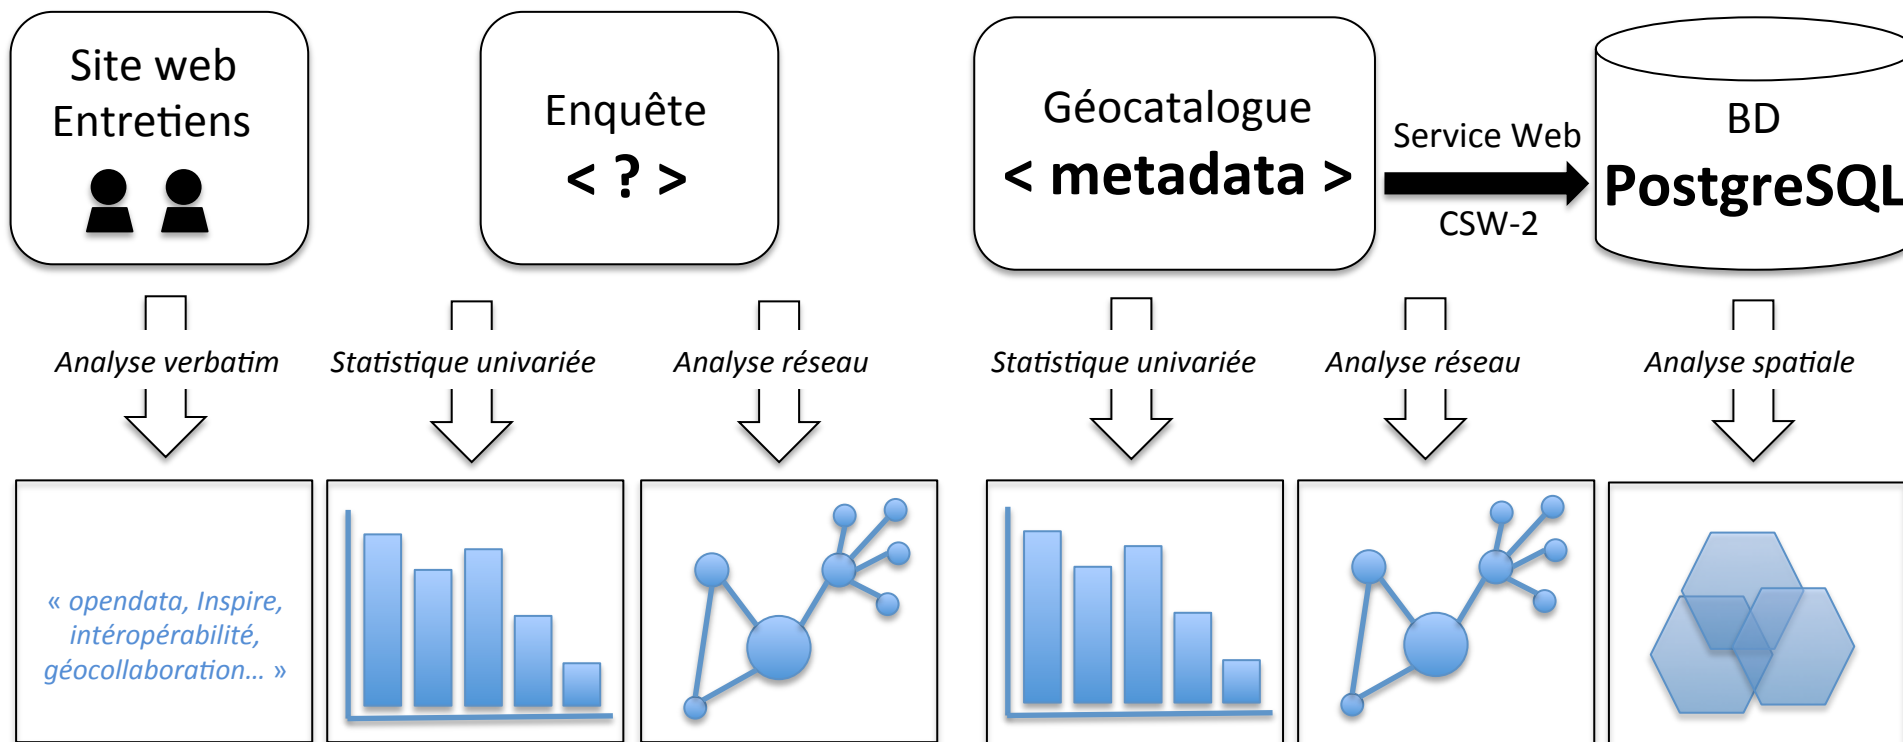 Site web
Entretiens
Enquête
< ? >
Géocatalogue
< metadata >
Service Web
CSW-2
BD
PostgreSQL
Analyse verbatim
Statistique univariée
Analyse réseau
Statistique univariée
Analyse réseau
Analyse spatiale
« opendata, Inspire,
intéropérabilité,
géocollaboration... »